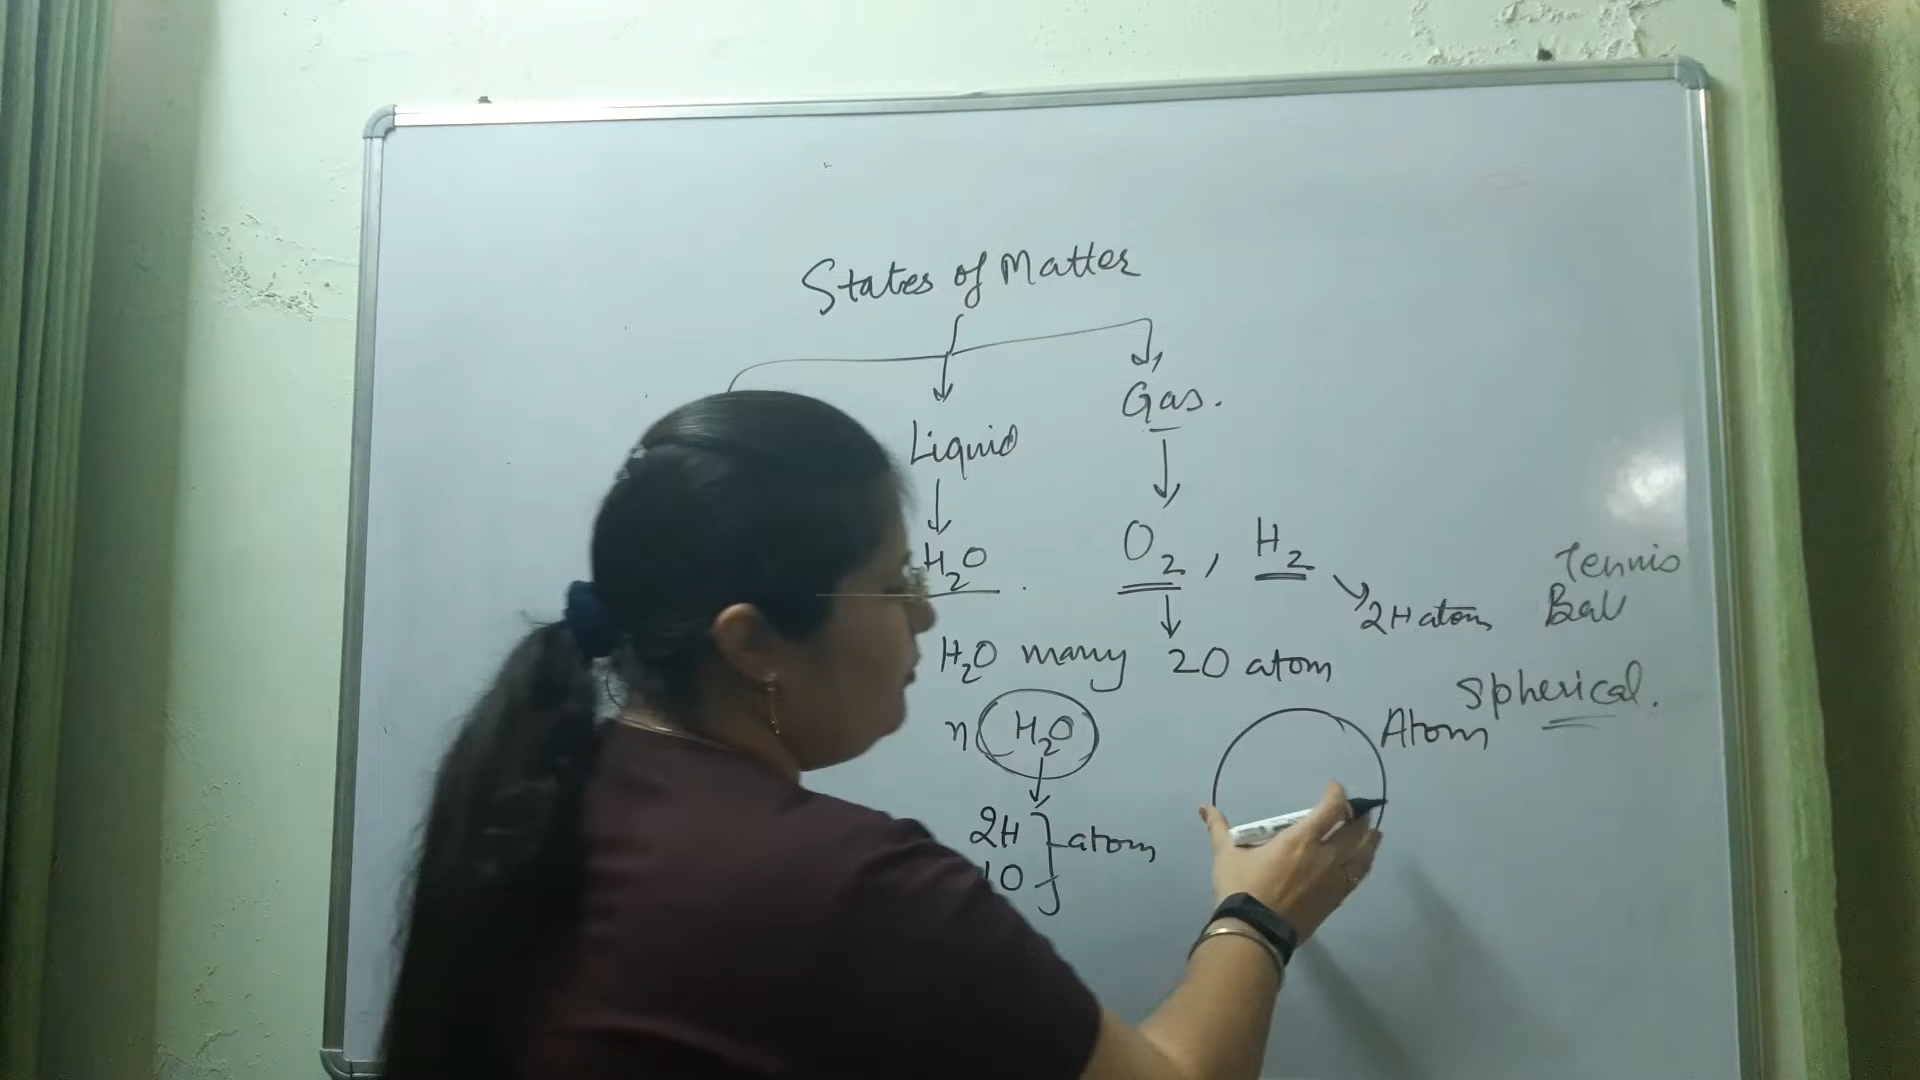 States of Matter
Liquid
Gas.
H2O
O2, H2
2H atom
Tennis
Ball
H2O many
2O atom
Spherical.
n H2O
Atom
2H
1O
atom